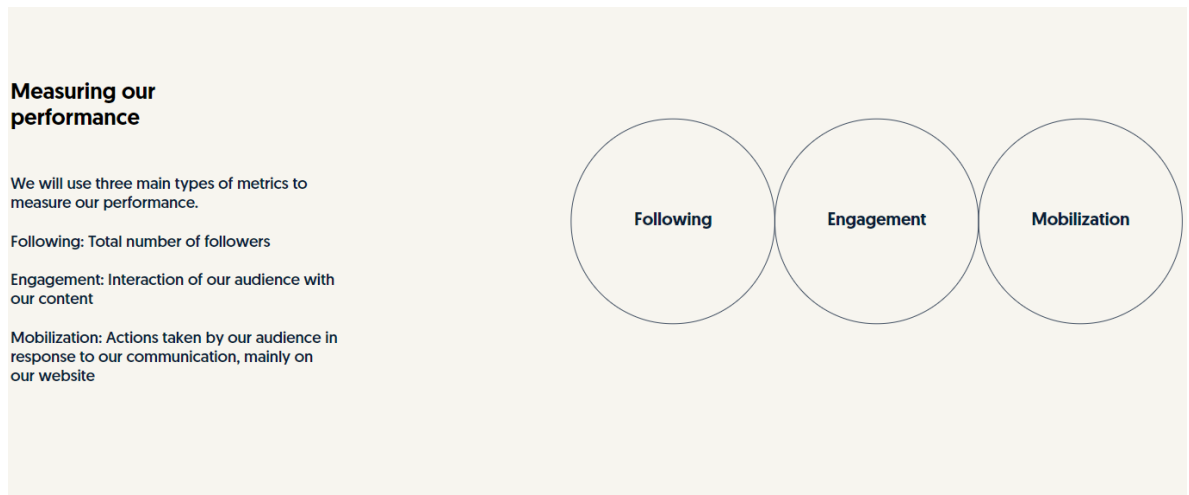 Measuring our
performance
We will use three main types of metrics to
measure our performance.
Following: Total number of followers
Engagement: Interaction of our audience with
our content
Mobilization: Actions taken by our audience in
response to our communication, mainly on
our website
Following
Engagement
Mobilization